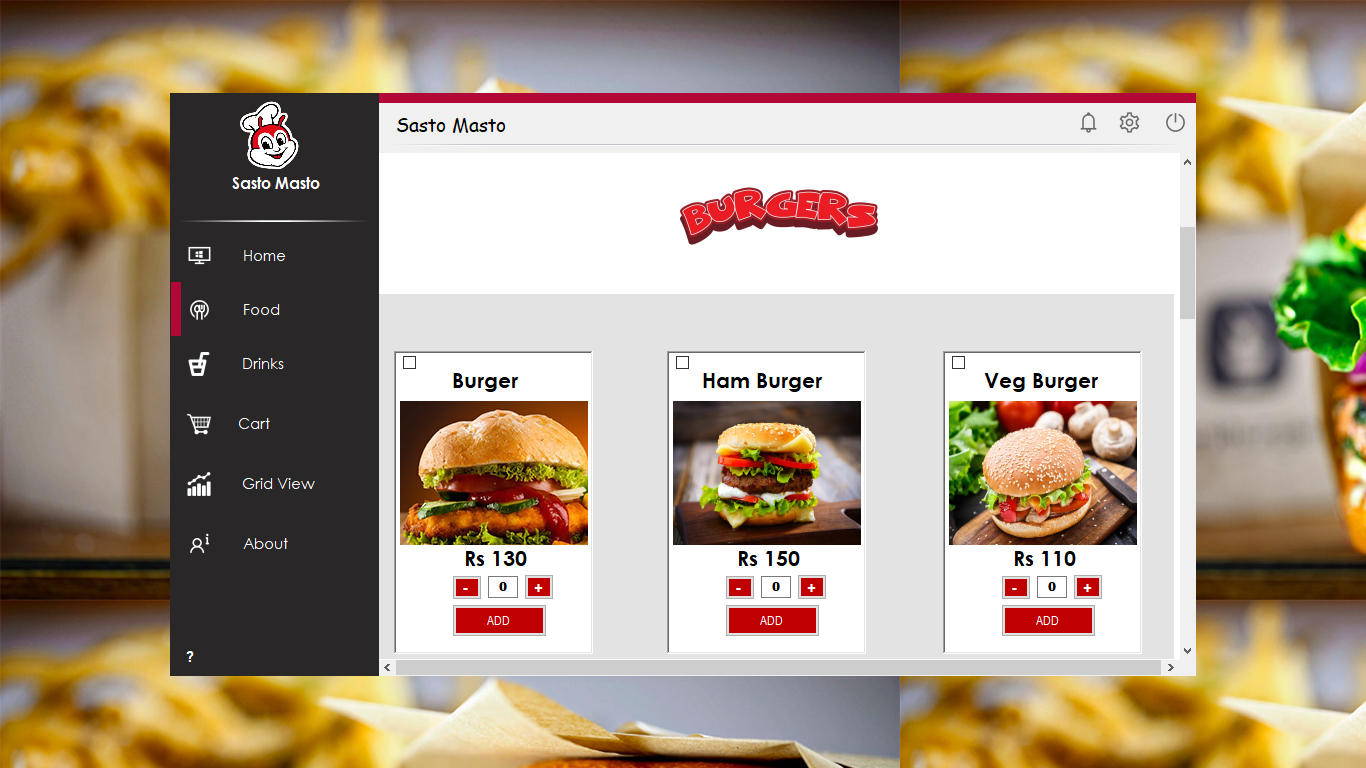 Sasto Masto
Home
Food
Drinks
Cart
Grid View
About
?
Sasto Masto
BURGERS
Burger
Rs 130
- 0 +
ADD
Ham Burger
Rs 150
- 0 +
ADD
Veg Burger
Rs 110
- 0 +
ADD